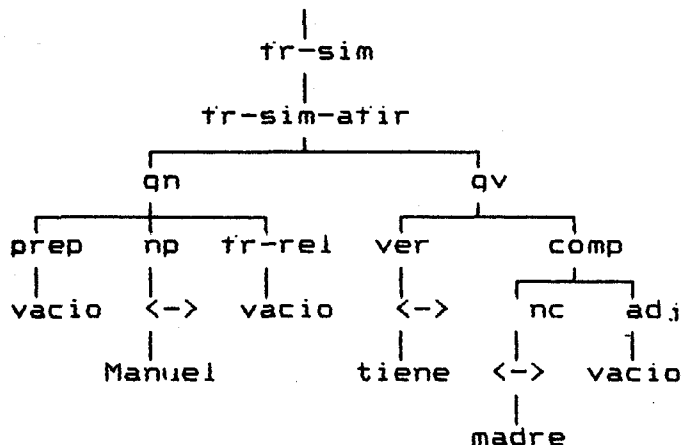 fr-sim
fr-sim-afir
gn gv
prep np fr-rel ver comp
vacio <-> vacio <-> nc adj
Manuel tiene <-> vacio
madre